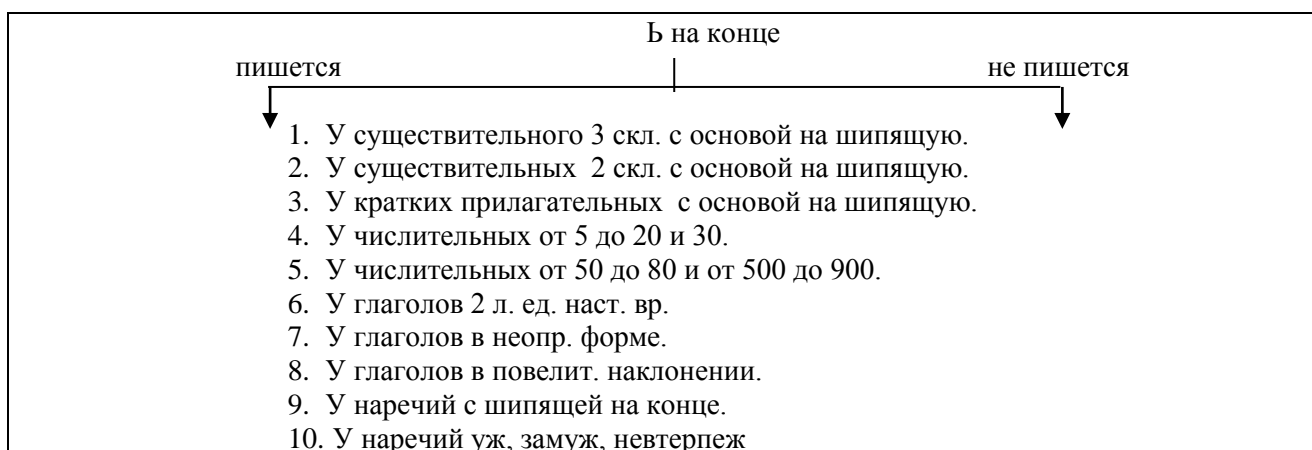 Ь на конце
пишется не пишется
1. У существительного 3 скл. с основой на шипящую.
2. У существительных 2 скл. с основой на шипящую.
3. У кратких прилагательных с основой на шипящую.
4. У числительных от 5 до 20 и 30.
5. У числительных от 50 до 80 и от 500 до 900.
6. У глаголов 2 л. ед. наст. вр.
7. У глаголов в неопр. форме.
8. У глаголов в повелит. наклонении.
9. У наречий с шипящей на конце.
10. У наречий уж, замуж, невтерпеж